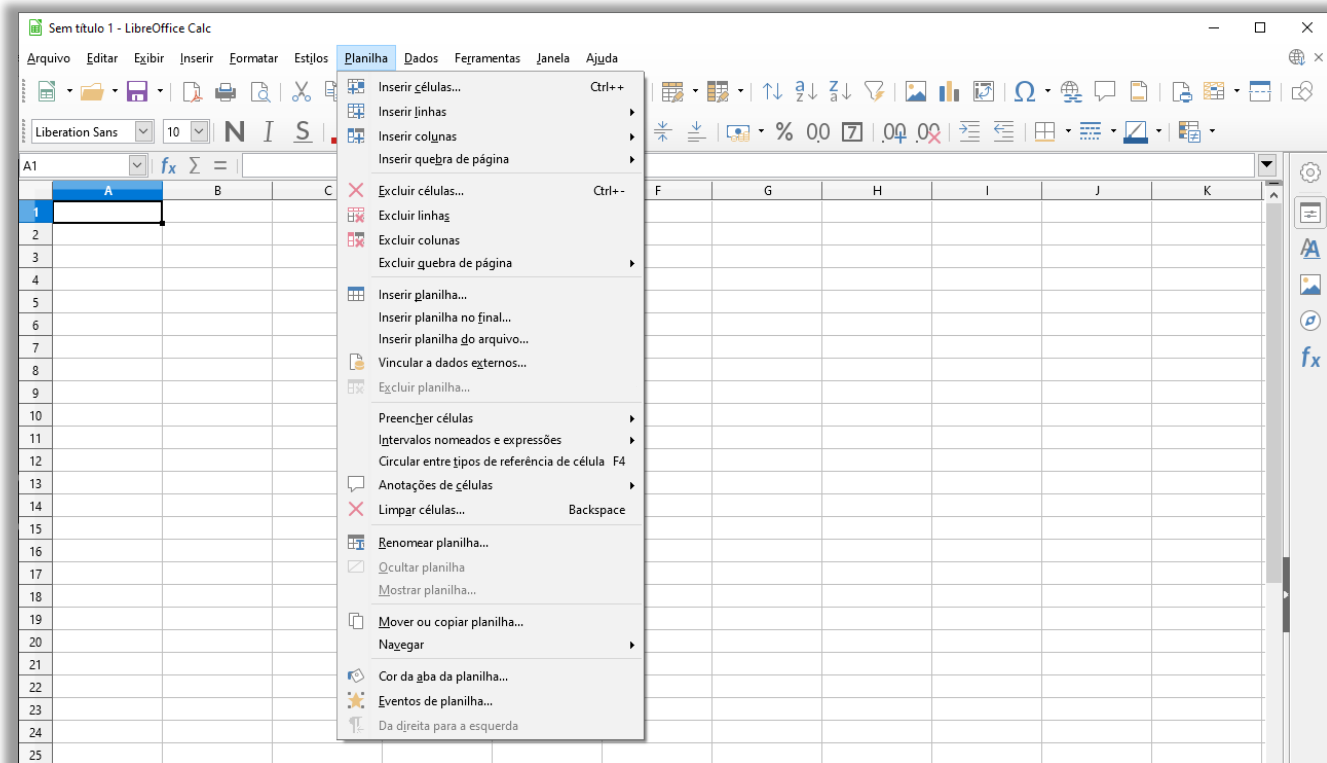 Sem título 1 - LibreOffice Calc
Arquivo Editar Exibir Inserir Formatar Estilos Planilha Dados Ferramentas Janela Ajuda
Liberation Sans 10 N I S % 00 7 .00 .00
A1 fx Σ =
A B C F G H I J K
Inserir células... Ctrl++
Inserir linhas
Inserir colunas
Inserir quebra de página
Excluir células... Ctrl+-
Excluir linhas
Excluir colunas
Excluir quebra de página
Inserir planilha...
Inserir planilha no final...
Inserir planilha do arquivo...
Vincular a dados externos...
Excluir planilha...
Preencher células
Intervalos nomeados e expressões
Circular entre tipos de referência de célula F4
Anotações de células
Limpar células... Backspace
Renomear planilha...
Ocultar planilha
Mostrar planilha...
Mover ou copiar planilha...
Navegar
Cor da aba da planilha...
Eventos de planilha...
Da direita para a esquerda
1
2
3
4
5
6
7
8
9
10
11
12
13
14
15
16
17
18
19
20
21
22
23
24
25